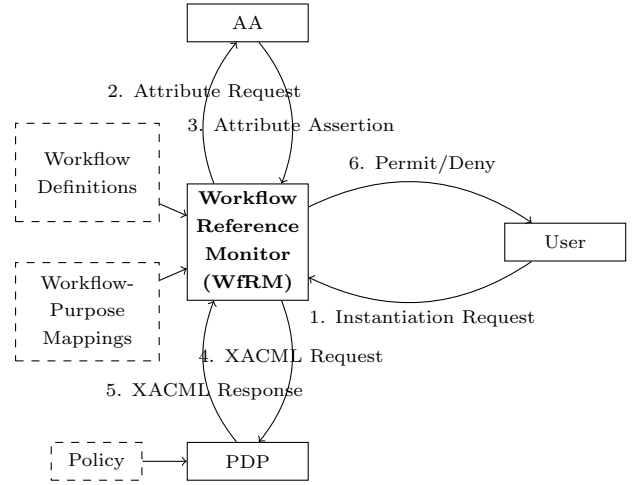 AA
2. Attribute Request
3. Attribute Assertion
Workflow
Definitions
6. Permit/Deny
Workflow
Reference
Monitor
(WfRM)
User
Workflow-
Purpose
Mappings
1. Instantiation Request
4. XACML Request
5. XACML Response
Policy
PDP